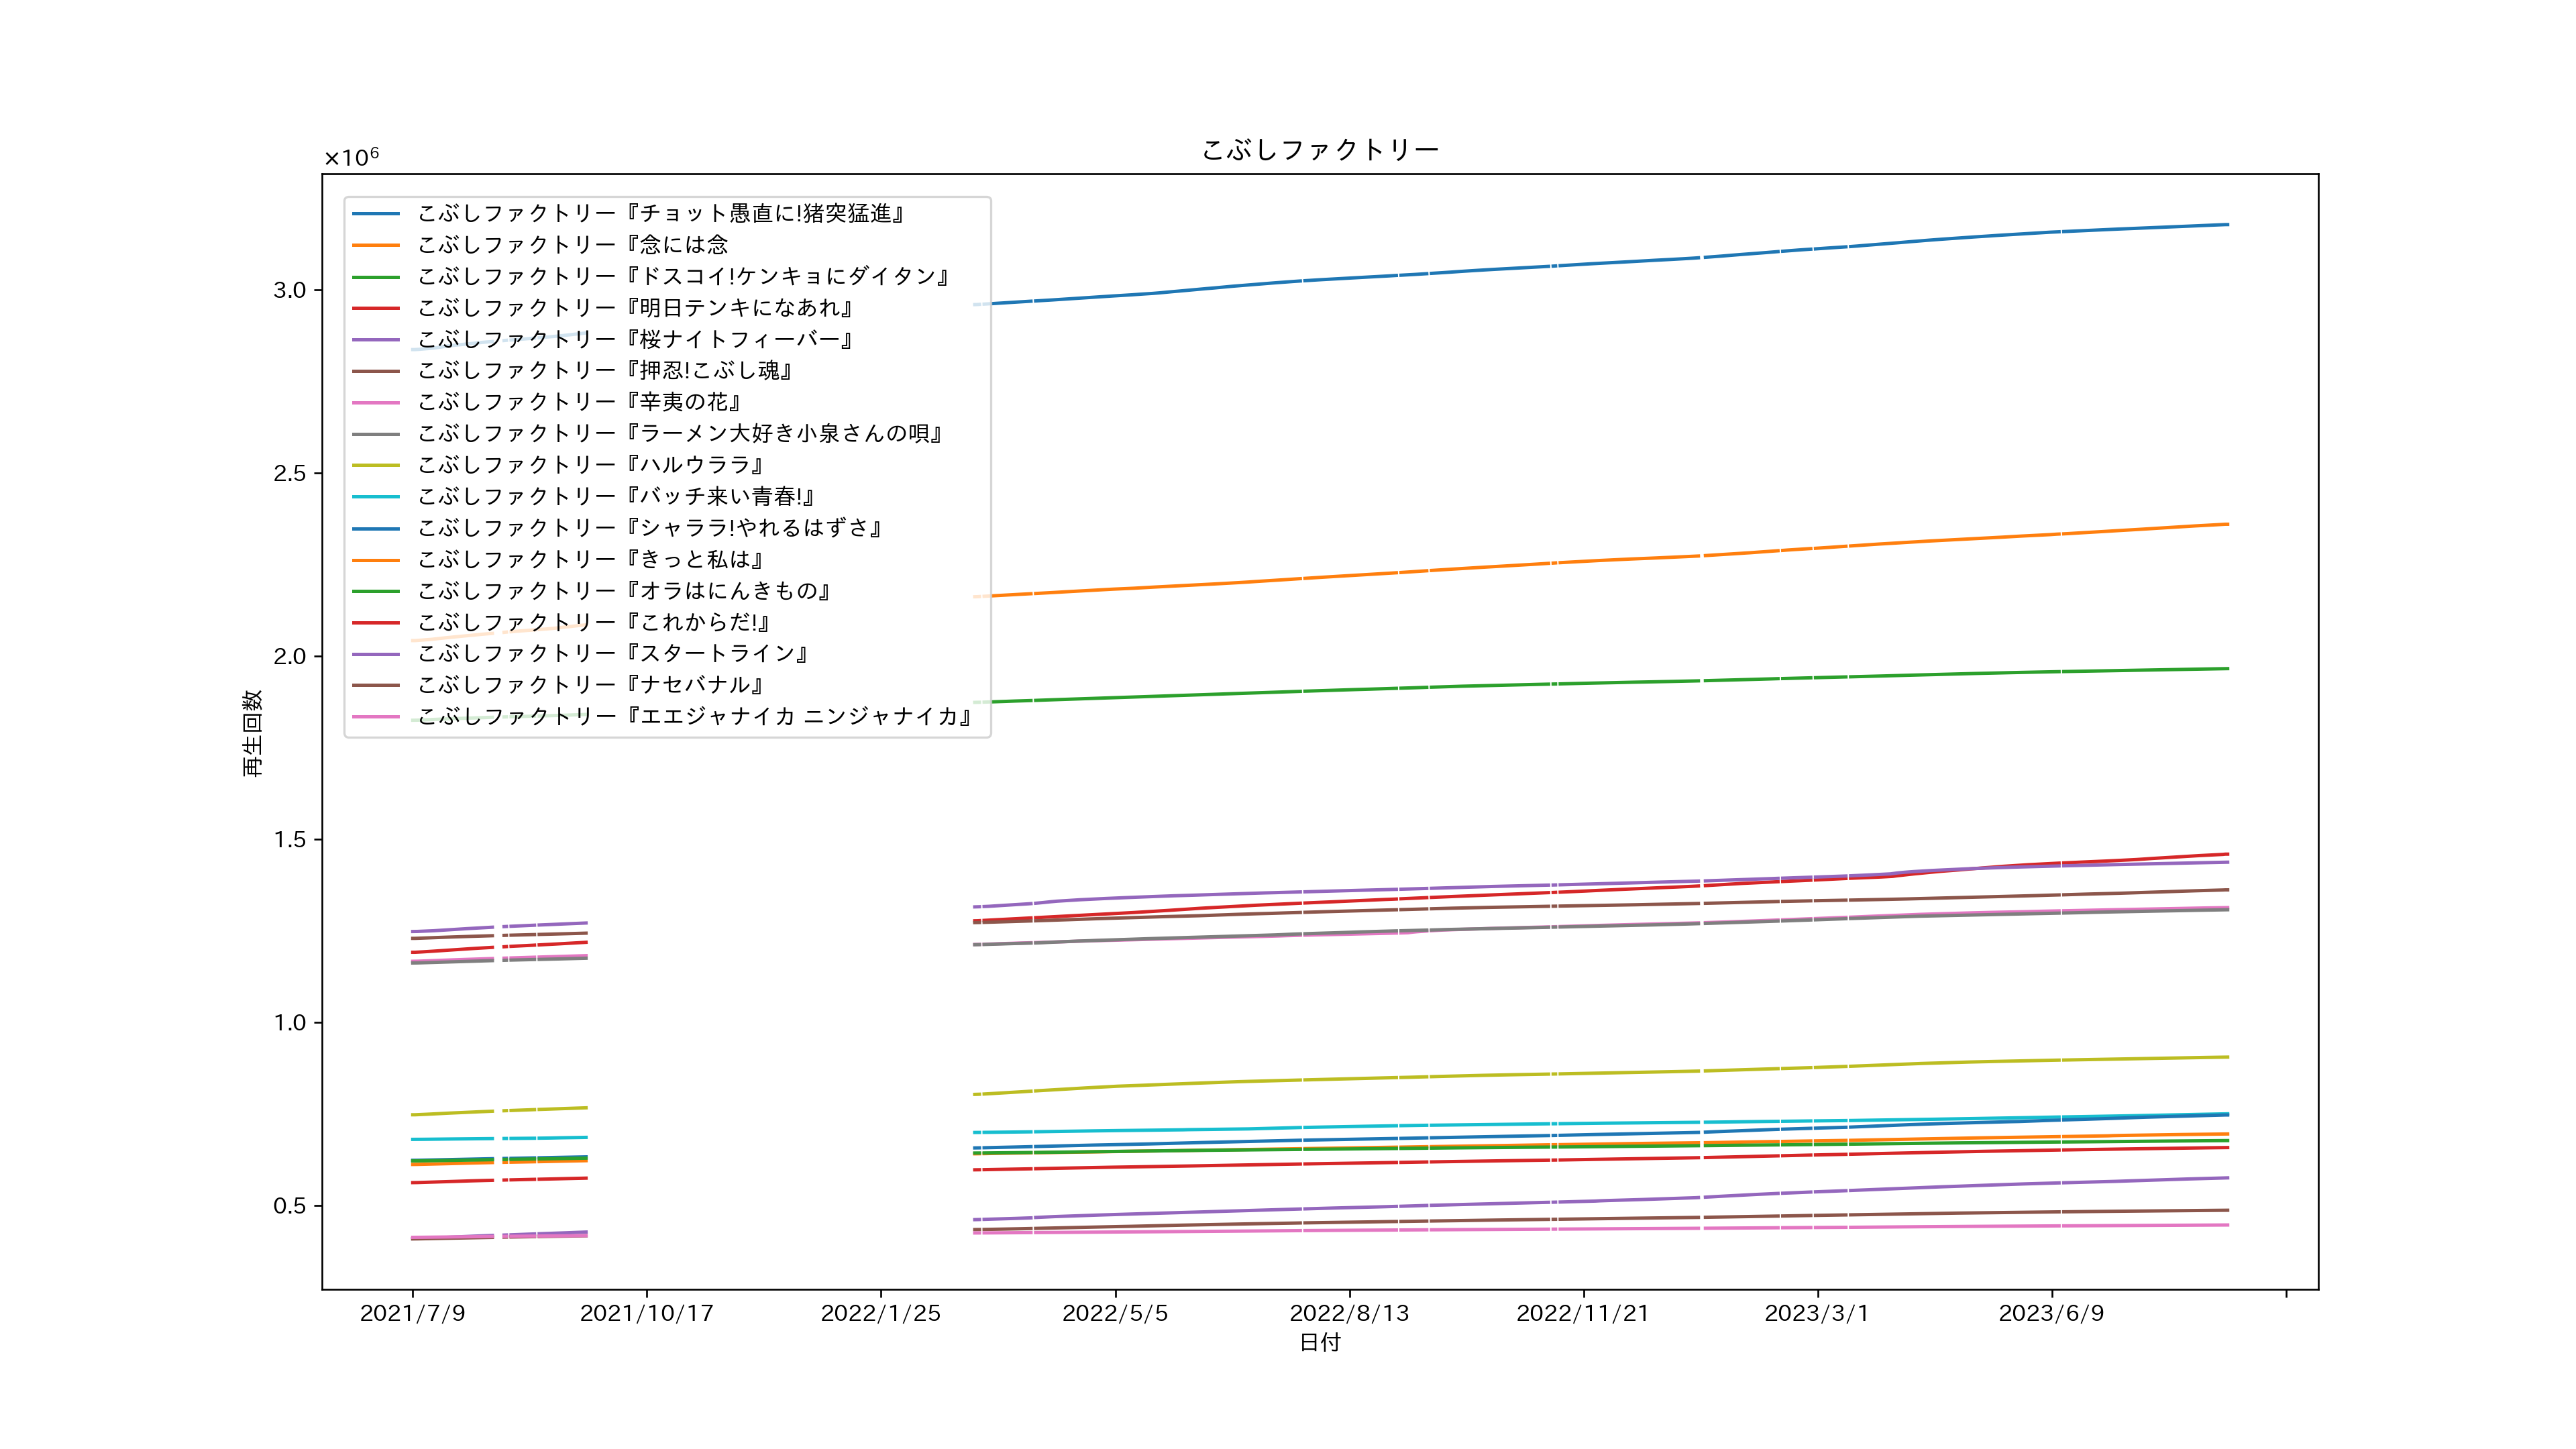 こぶしファクトリー
×10⁶
こぶしファクトリー『チョット愚直に!猪突猛進』
こぶしファクトリー『念には念
こぶしファクトリー『ドスコイ!ケンキョにダイタン』
こぶしファクトリー『明日テンキになあれ』
こぶしファクトリー『桜ナイトフィーバー』
こぶしファクトリー『押忍!こぶし魂』
こぶしファクトリー『辛夷の花』
こぶしファクトリー『ラーメン大好き小泉さんの唄』
こぶしファクトリー『ハルウララ』
こぶしファクトリー『バッチ来い青春!』
こぶしファクトリー『シャララ!やれるはずさ』
こぶしファクトリー『きっと私は』
こぶしファクトリー『オラはにんきもの』
こぶしファクトリー『これからだ!』
こぶしファクトリー『スタートライン』
こぶしファクトリー『ナセバナル』
こぶしファクトリー『エエジャナイカ ニンジャナイカ』
3.0
2.5
2.0
1.5
1.0
0.5
再生回数
2021/7/9 2021/10/17 2022/1/25 2022/5/5 2022/8/13 2022/11/21 2023/3/1 2023/6/9
日付